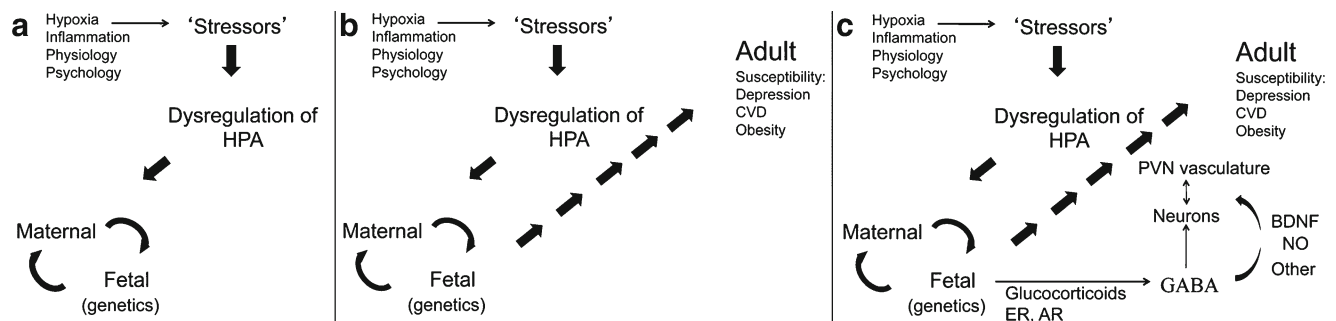 a
Hypoxia
Inflammation
Physiology
Psychology
'Stressors'
Dysregulation of
HPA
Maternal
Fetal
(genetics)
b
Hypoxia
Inflammation
Physiology
Psychology
'Stressors'
Adult
Susceptibility:
Depression
CVD
Obesity
Dysregulation of
HPA
Maternal
Fetal
(genetics)
c
Hypoxia
Inflammation
Physiology
Psychology
'Stressors'
Adult
Susceptibility:
Depression
CVD
Obesity
Dysregulation of
HPA
PVN vasculature
Neurons
BDNF
NO
Other
Maternal
Fetal
(genetics)
Glucocorticoids
ER, AR
GABA